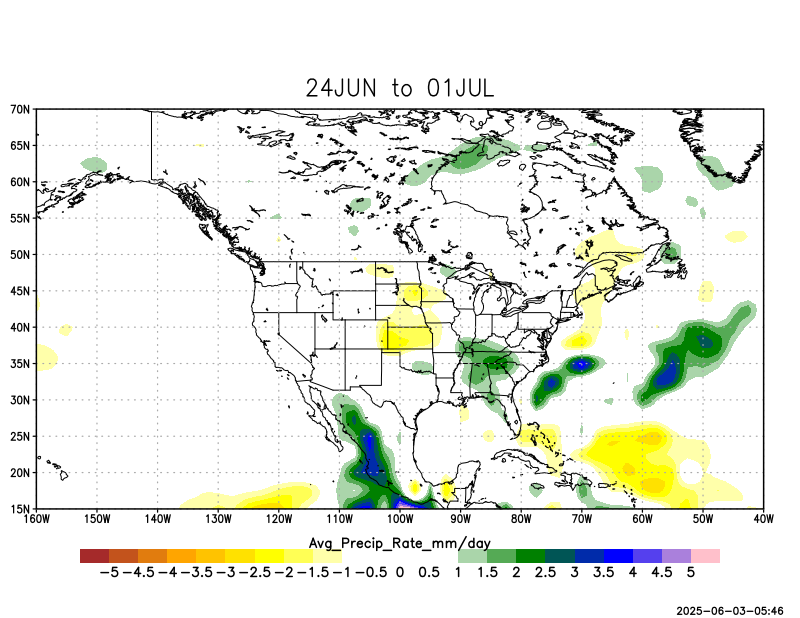 24JUN to 01JUL
70N
65N
60N
55N
50N
45N
40N
35N
30N
25N
20N
15N
160W 150W 140W 130W 120W 110W 100W 90W 80W 70W 60W 50W 40W
Avg_Precip_Rate_mm/day
-5 -4.5 -4 -3.5 -3 -2.5 -2 -1.5 -1 -0.5 0 0.5 1 1.5 2 2.5 3 3.5 4 4.5 5
2025-06-03-05:46